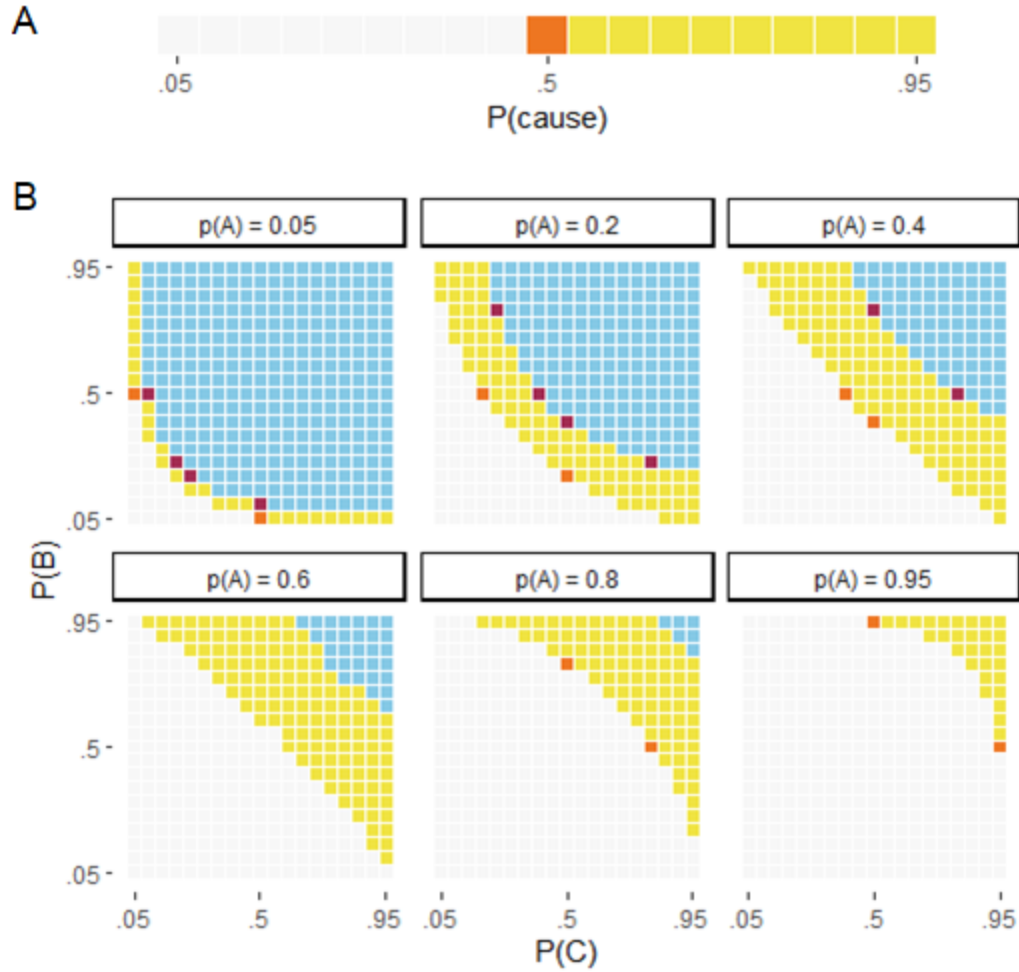 A
.05 .5 .95
P(cause)
B
p(A) = 0.05 p(A) = 0.2 p(A) = 0.4
.95
.5
.05
P(B)
p(A) = 0.6 p(A) = 0.8 p(A) = 0.95
.95
.5
.05
.05 .5 .95 .05 .5 .95 .05 .5 .95
P(C)